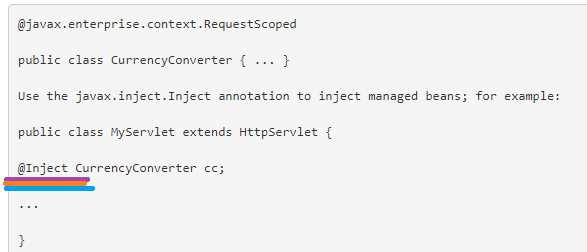 @javax.enterprise.context.RequestScoped
public class CurrencyConverter { ... }
Use the javax.inject.Inject annotation to inject managed beans; for example:
public class MyServlet extends HttpServlet {
@Inject CurrencyConverter cc;
...
}